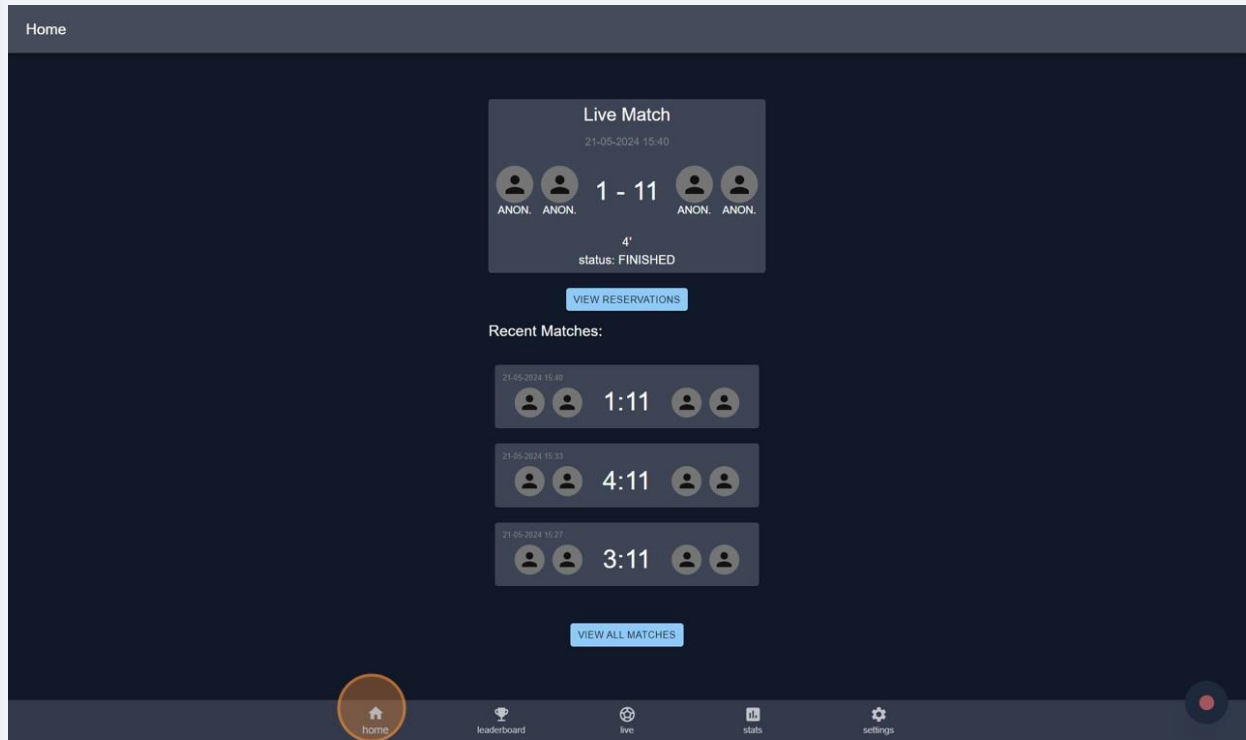 Home
Live Match
21-05-2024 15:40
1 - 11
ANON. ANON. ANON. ANON.
4'
status: FINISHED
VIEW RESERVATIONS
Recent Matches:
21-05-2024 15:40
1:11
21-05-2024 15:33
4:11
21-05-2024 15:27
3:11
VIEW ALL MATCHES
home leaderboard live stats settings